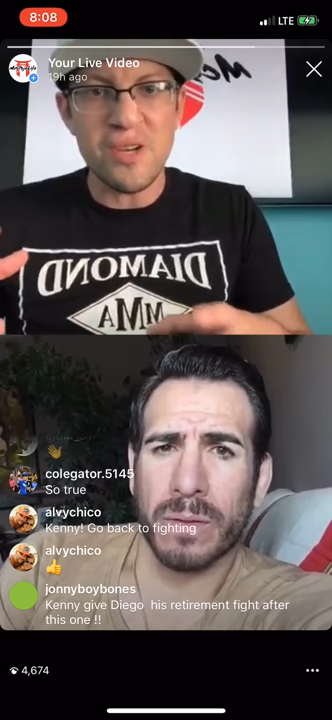 8:08
LTE
Your Live Video
19h ago
DIAMOND
MMA
👋
colegator.5145
So true
alvychico
Kenny! Go back to fighting
alvychico
👍
jonnyboybones
Kenny give Diego his retirement fight after
this one !!
4,674